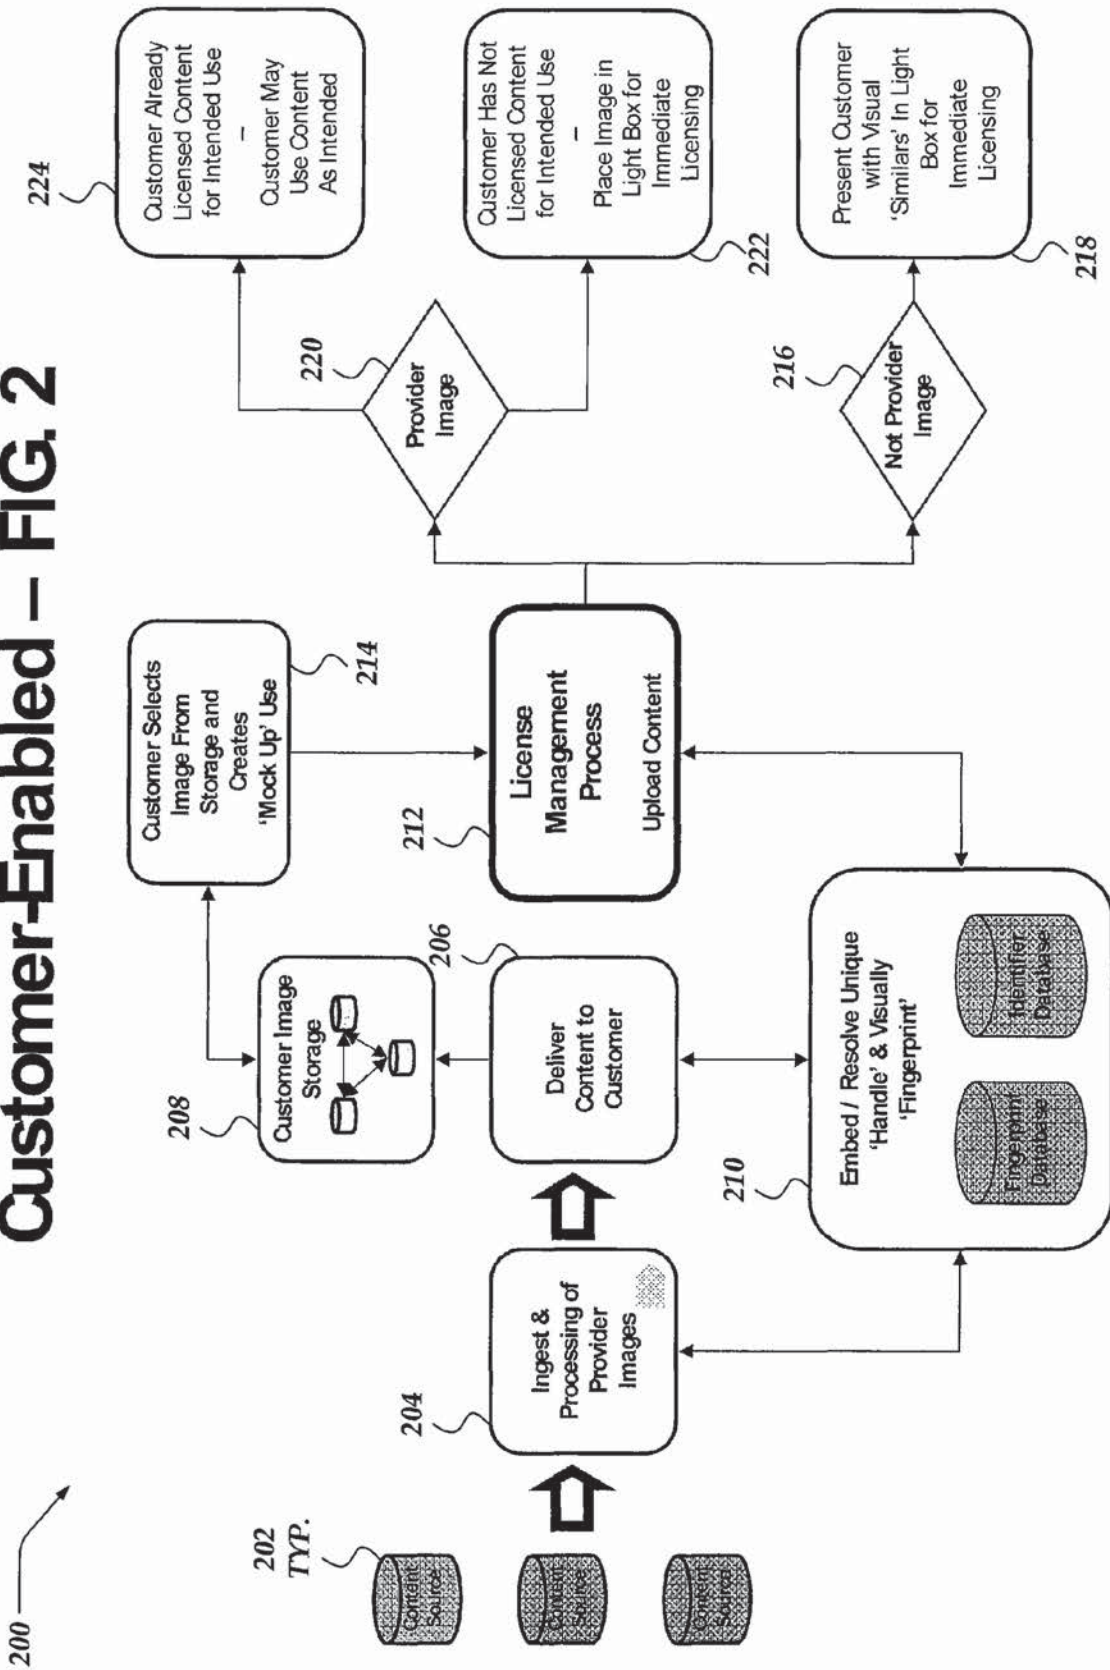 Customer-Enabled – FIG. 2
200
202
TYP.
Content
Source
Content
Source
Content
Source
204
Ingest &
Processing of
Provider
Images
206
Deliver
Content to
Customer
208
Customer Image
Storage
210
Embed / Resolve Unique
'Handle' & Visually
'Fingerprint'
Fingerprint
Database
Identifier
Database
212
License
Management
Process
Upload Content
214
Customer Selects
Image From
Storage and
Creates
'Mock Up' Use
220
Provider
Image
216
Not Provider
Image
224
Customer Already
Licensed Content
for Intended Use
–
Customer May
Use Content
As Intended
222
Customer Has Not
Licensed Content
for Intended Use
–
Place Image in
Light Box for
Immediate
Licensing
218
Present Customer
with Visual
'Similars' In Light
Box for
Immediate
Licensing